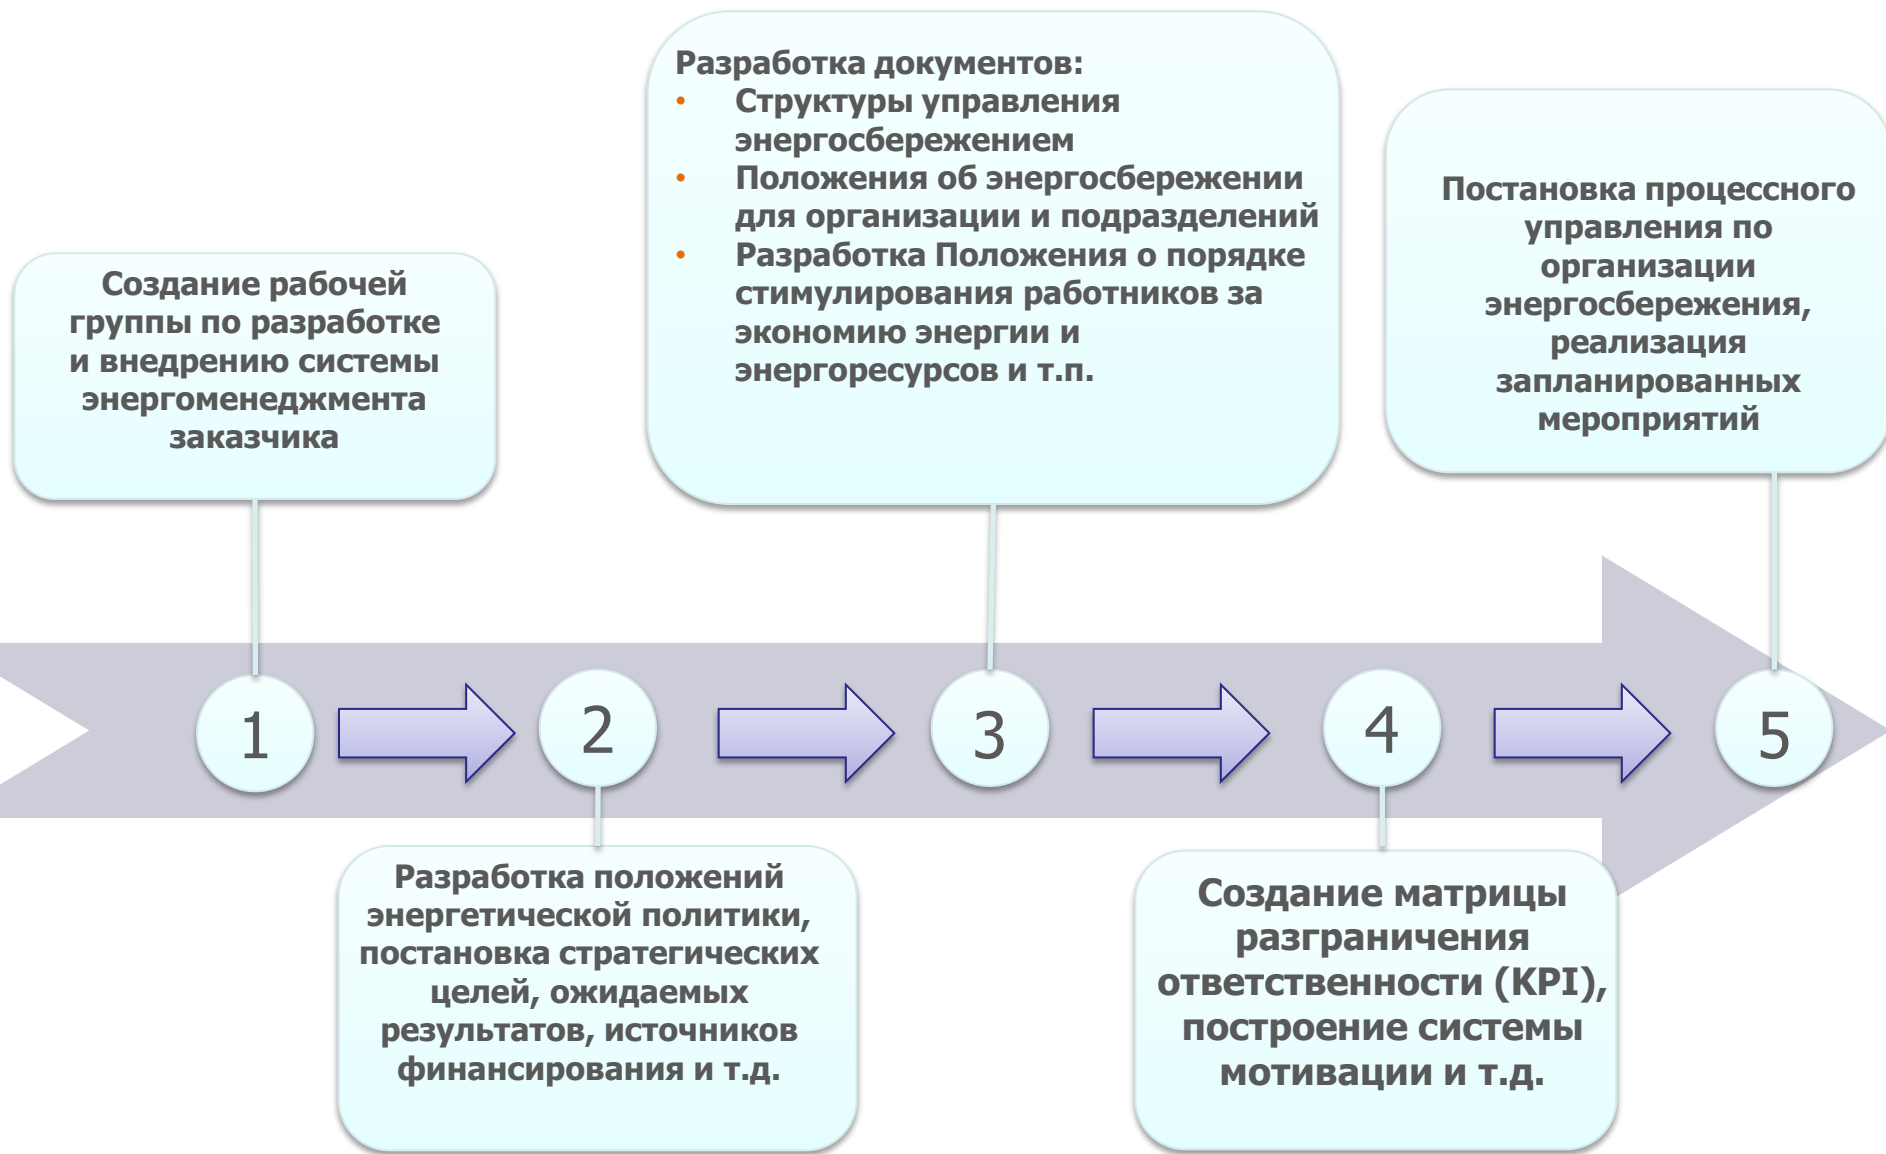 Создание рабочей
группы по разработке
и внедрению системы
энергоменеджмента
заказчика
Разработка документов:
• Структуры управления
энергосбережением
• Положения об энергосбережении
для организации и подразделений
• Разработка Положения о порядке
стимулирования работников за
экономию энергии и
энергоресурсов и т.п.
Постановка процессного
управления по
организации
энергосбережения,
реализация
запланированных
мероприятий
1
2
3
4
5
Разработка положений
энергетической политики,
постановка стратегических
целей, ожидаемых
результатов, источников
финансирования и т.д.
Создание матрицы
разграничения
ответственности (KPI),
построение системы
мотивации и т.д.